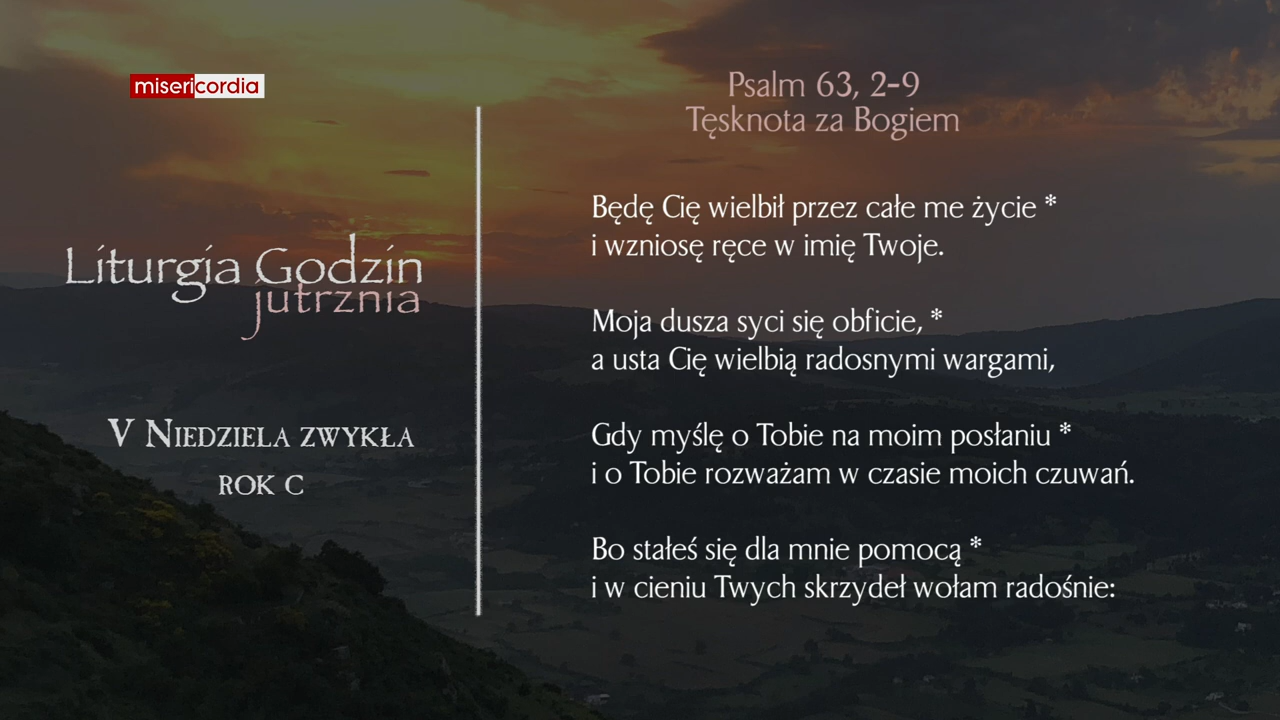 misericordia
Liturgia Godzin
jutrznia
V Niedziela zwykła
rok C
Psalm 63, 2-9
Tęsknota za Bogiem
Będę Cię wielbił przez całe me życie *
i wzniosę ręce w imię Twoje.
Moja dusza syci się obficie, *
a usta Cię wielbią radosnymi wargami,
Gdy myślę o Tobie na moim posłaniu *
i o Tobie rozważam w czasie moich czuwań.
Bo stałeś się dla mnie pomocą *
i w cieniu Twych skrzydeł wołam radośnie: